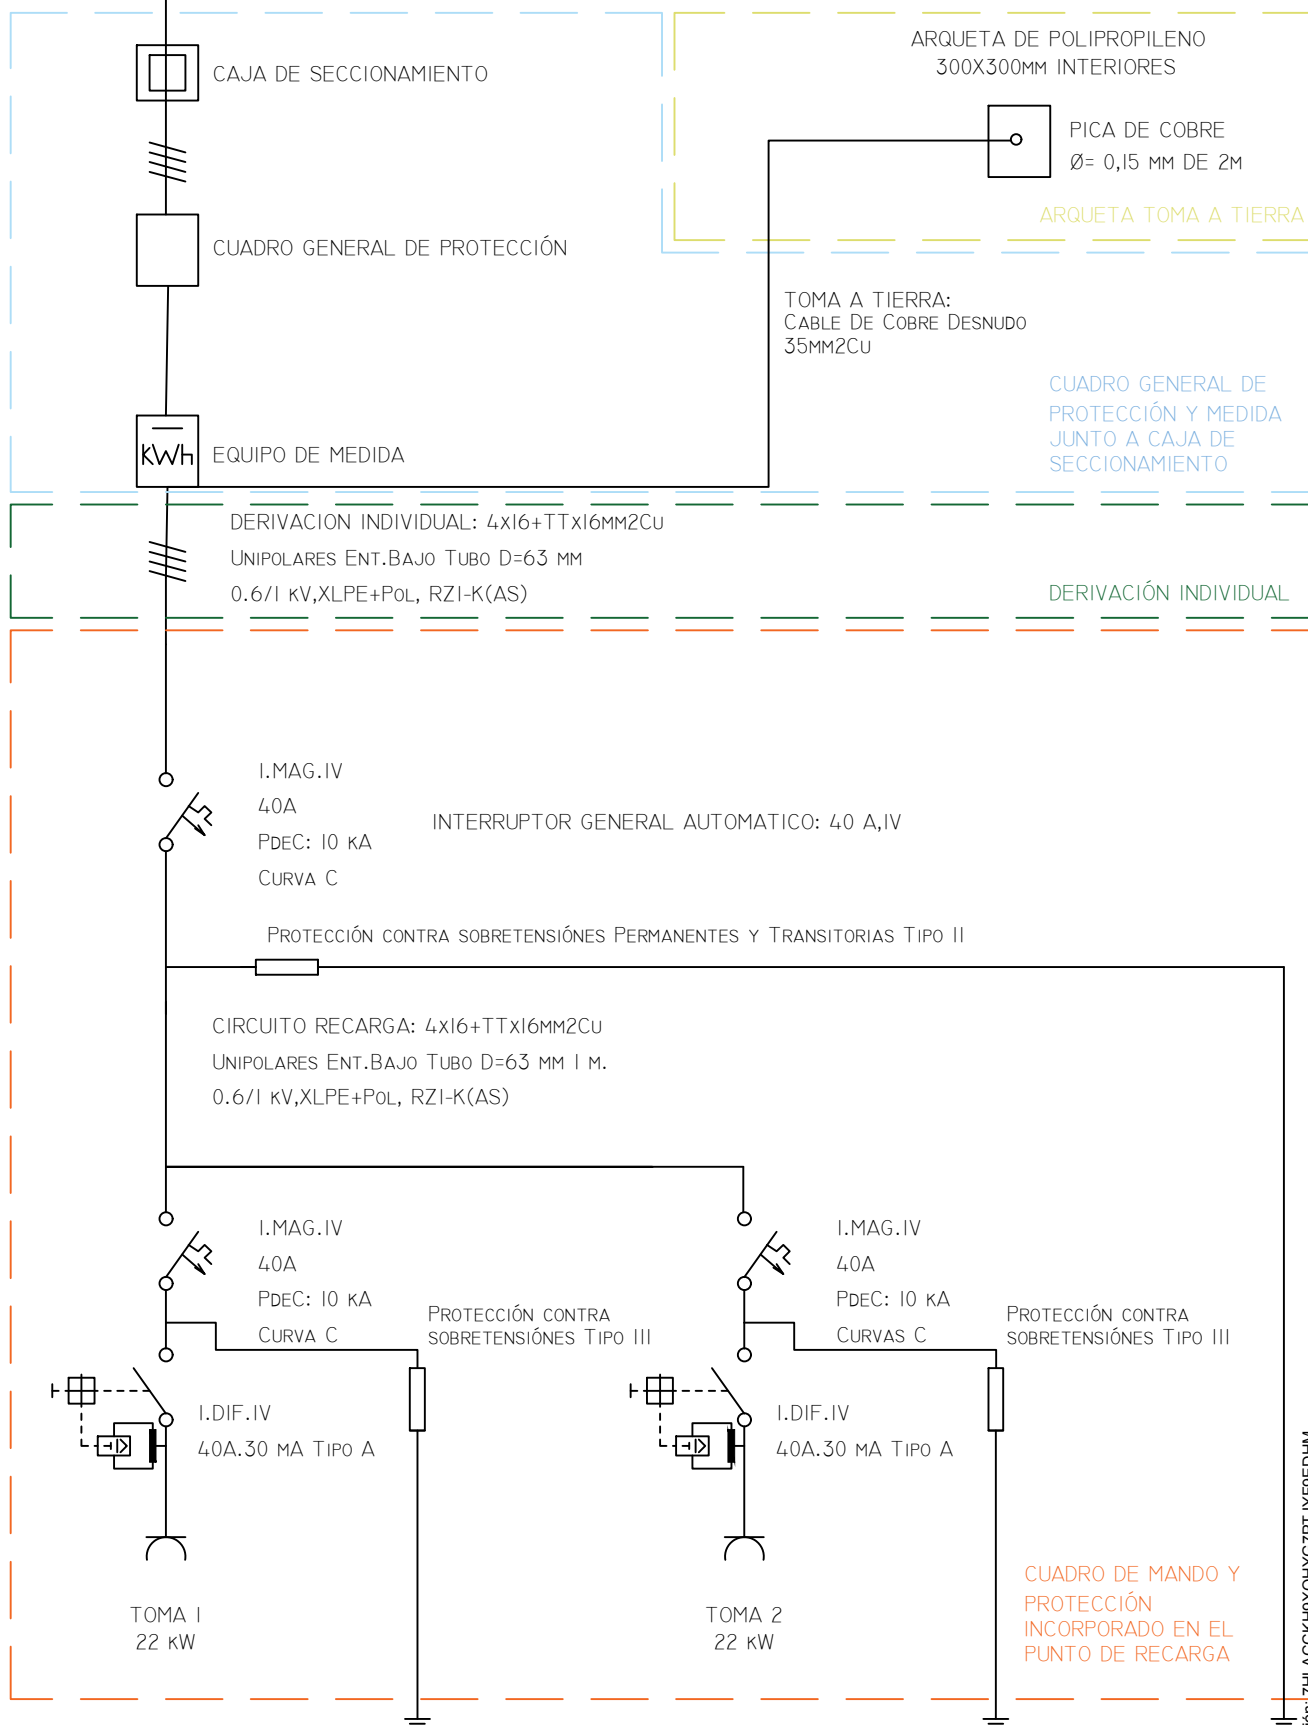 CAJA DE SECCIONAMIENTO
ARQUETA DE POLIPROPILENO
300X300MM INTERIORES
PICA DE COBRE
Ø= 0,15 MM DE 2M
ARQUETA TOMA A TIERRA
CUADRO GENERAL DE PROTECCIÓN
TOMA A TIERRA:
CABLE DE COBRE DESNUDO
35MM2CU
CUADRO GENERAL DE
PROTECCIÓN Y MEDIDA
JUNTO A CAJA DE
SECCIONAMIENTO
KWh
EQUIPO DE MEDIDA
DERIVACION INDIVIDUAL: 4X16+TTX16MM2CU
UNIPOLARES ENT.BAJO TUBO D=63 MM
0.6/1 KV,XLPE+POL, RZ1-K(AS)
DERIVACIÓN INDIVIDUAL
I.MAG.IV
40A
PDEC: 10 KA
CURVA C
INTERRUPTOR GENERAL AUTOMATICO: 40 A,IV
PROTECCIÓN CONTRA SOBRETENSIÓNES PERMANENTES Y TRANSITORIAS TIPO II
CIRCUITO RECARGA: 4X16+TTX16MM2CU
UNIPOLARES ENT.BAJO TUBO D=63 MM 1 M.
0.6/1 KV,XLPE+POL, RZ1-K(AS)
I.MAG.IV
40A
PDEC: 10 KA
CURVA C
PROTECCIÓN CONTRA
SOBRETENSIÓNES TIPO III
I.DIF.IV
40A.30 MA TIPO A
TOMA 1
22 KW
I.MAG.IV
40A
PDEC: 10 KA
CURVAS C
PROTECCIÓN CONTRA
SOBRETENSIÓNES TIPO III
I.DIF.IV
40A.30 MA TIPO A
TOMA 2
22 KW
CUADRO DE MANDO Y
PROTECCIÓN
INCORPORADO EN EL
PUNTO DE RECARGA